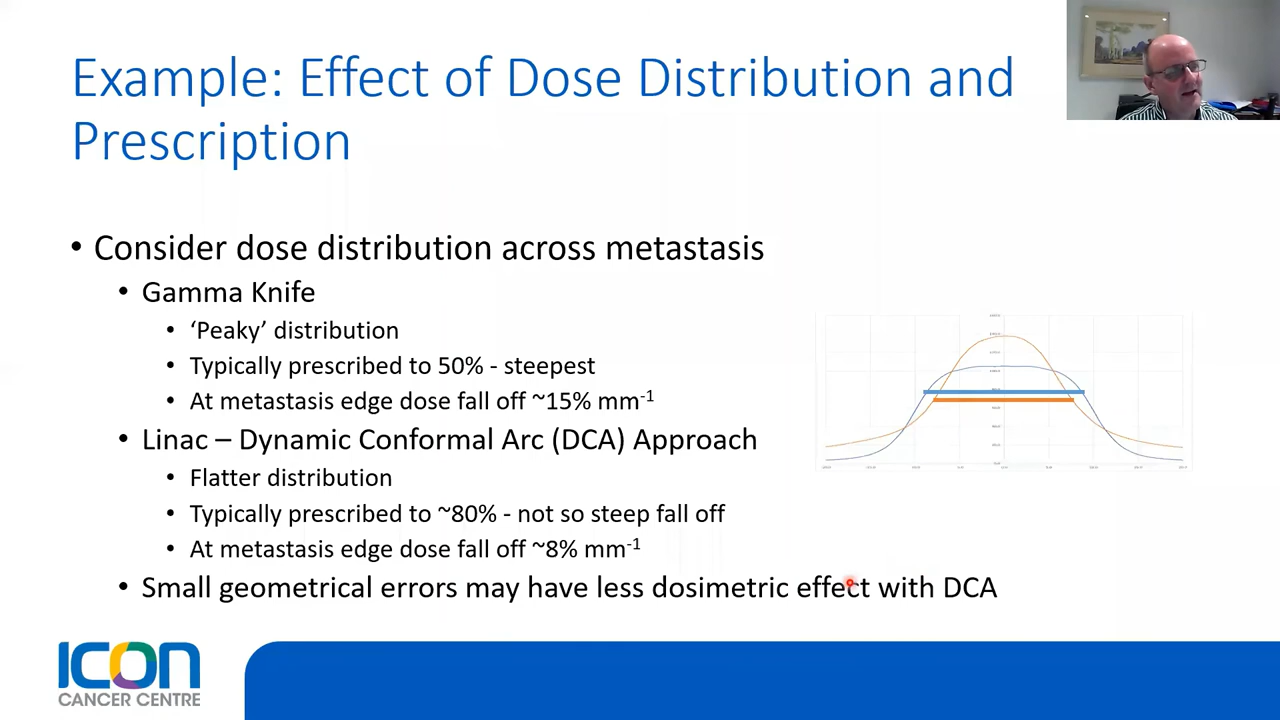 Example: Effect of Dose Distribution and
Prescription
• Consider dose distribution across metastasis
• Gamma Knife
• ‘Peaky’ distribution
• Typically prescribed to 50% - steepest
• At metastasis edge dose fall off ~15% mm-1
• Linac – Dynamic Conformal Arc (DCA) Approach
• Flatter distribution
• Typically prescribed to ~80% - not so steep fall off
• At metastasis edge dose fall off ~8% mm-1
• Small geometrical errors may have less dosimetric effect with DCA
ICON
CANCER CENTRE